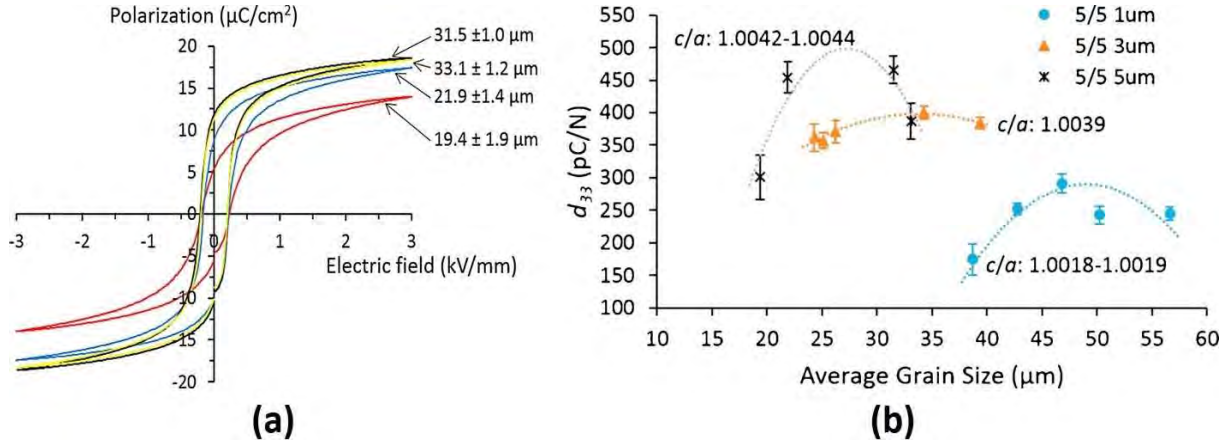 Polarization (µC/cm²)
20
15
10
5
0
-5
-10
-15
-20
-3
-2
-1
0
1
2
3
Electric field (kV/mm)
31.5 ±1.0 µm
33.1 ± 1.2 µm
21.9 ±1.4 µm
19.4 ±1.9 µm
(a)
5/5 1um
5/5 3um
5/5 5um
c/a: 1.0042-1.0044
c/a: 1.0039
c/a: 1.0018-1.0019
d₃₃ (pC/N)
550
500
450
400
350
300
250
200
150
100
10
15
20
25
30
35
40
45
50
55
60
Average Grain Size (µm)
(b)